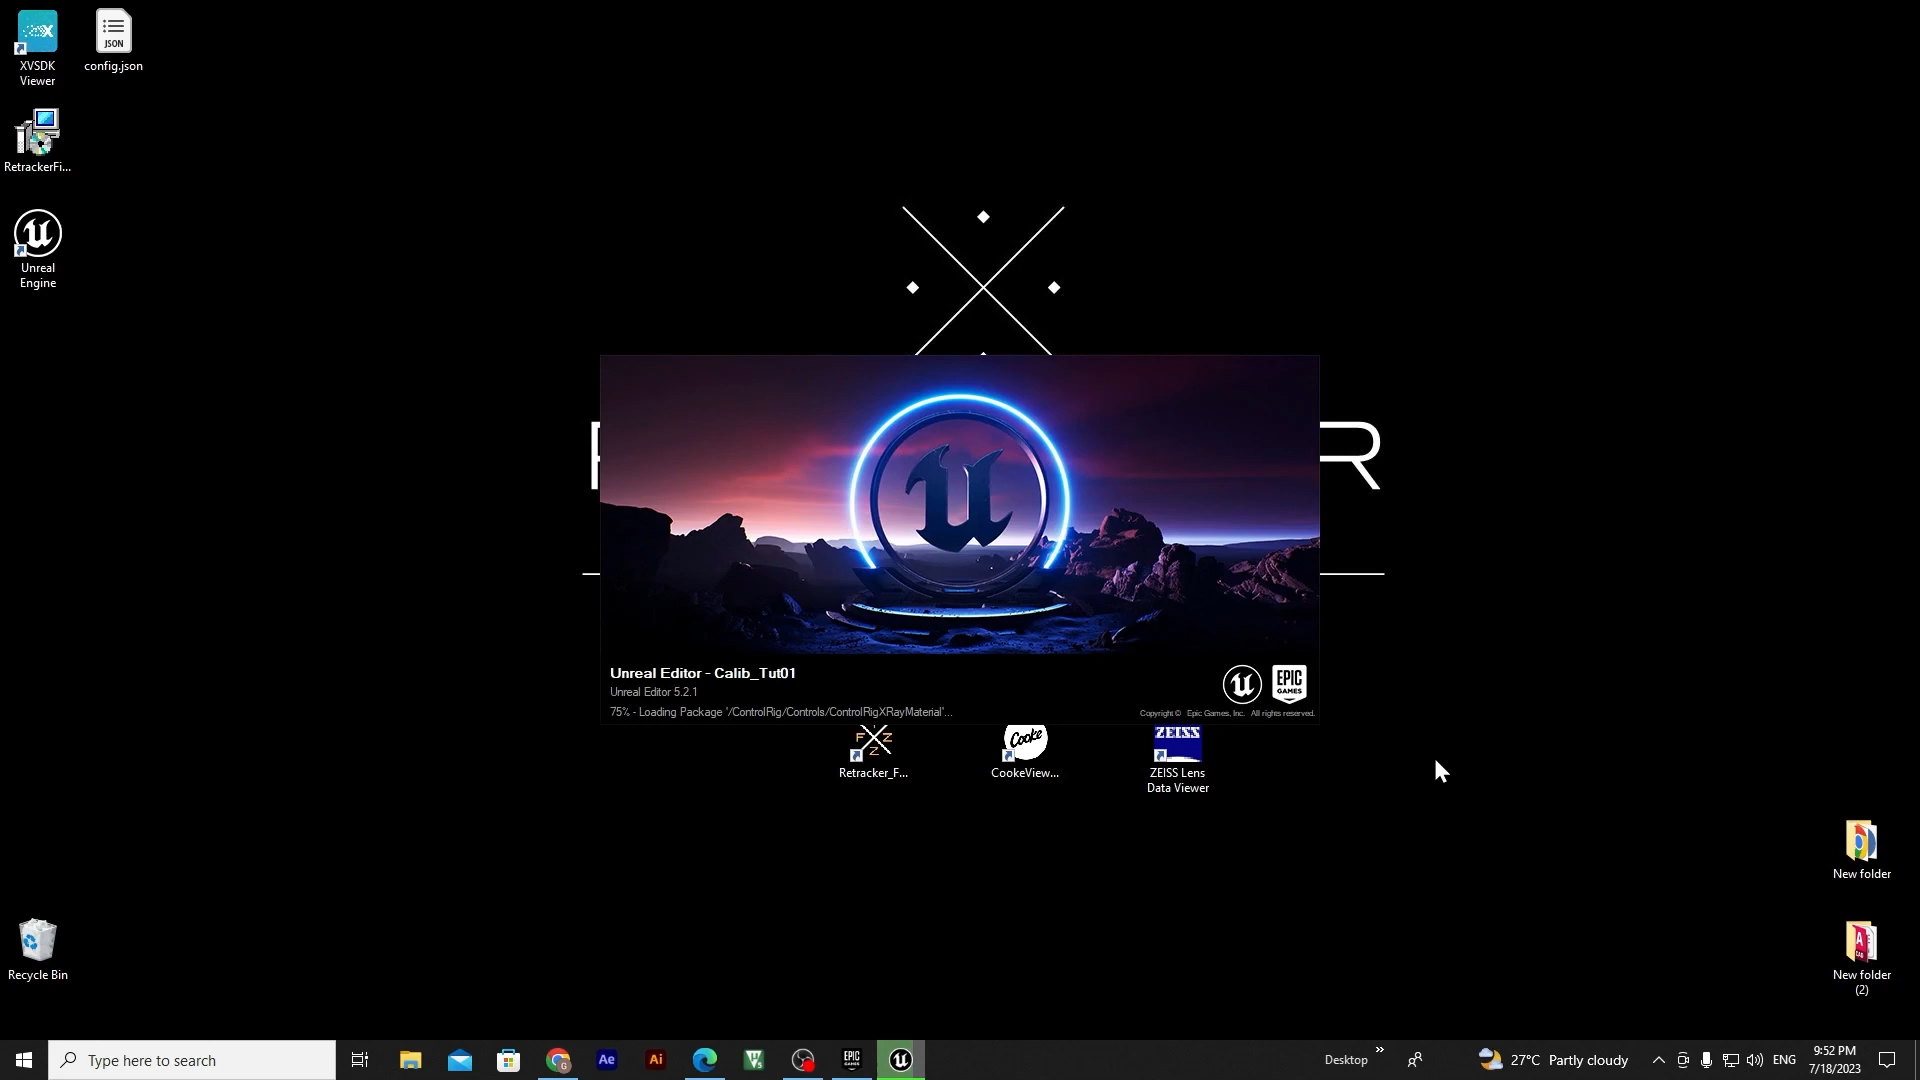 XVSDK
Viewer
config.json
JSON
RetrackerFi...
Unreal
Engine
R
Unreal Editor - Calib_Tut01
Unreal Editor 5.2.1
75% - Loading Package '/ControlRig/Controls/ControlRigXRayMaterial'...
EPIC
GAMES
Copyright © Epic Games, Inc. All rights reserved.
F Z
Z
Retracker_F...
Cooke
CookeView...
ZEISS
ZEISS Lens
Data Viewer
New folder
New folder
(2)
Recycle Bin
Type here to search
Ae
Ai
EPIC
GAMES
Desktop
27°C Partly cloudy
ENG
9:52 PM
7/18/2023